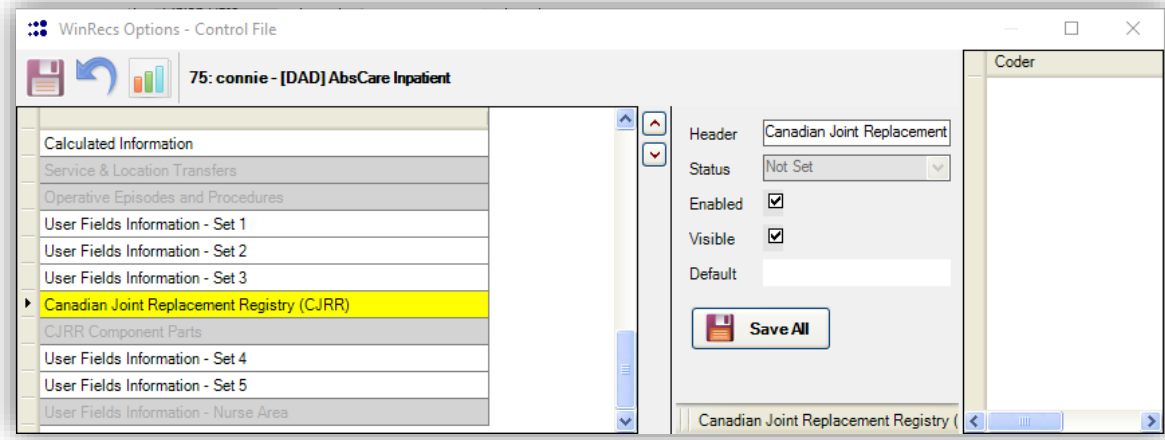 WinRecs Options - Control File
75: connie - [DAD] AbsCare Inpatient
Calculated Information
Service & Location Transfers
Operative Episodes and Procedures
User Fields Information - Set 1
User Fields Information - Set 2
User Fields Information - Set 3
Canadian Joint Replacement Registry (CJRR)
CJRR Component Parts
User Fields Information - Set 4
User Fields Information - Set 5
User Fields Information - Nurse Area
Header Canadian Joint Replacement
Status Not Set
Enabled
Visible
Default
Save All
Canadian Joint Replacement Registry (
Coder